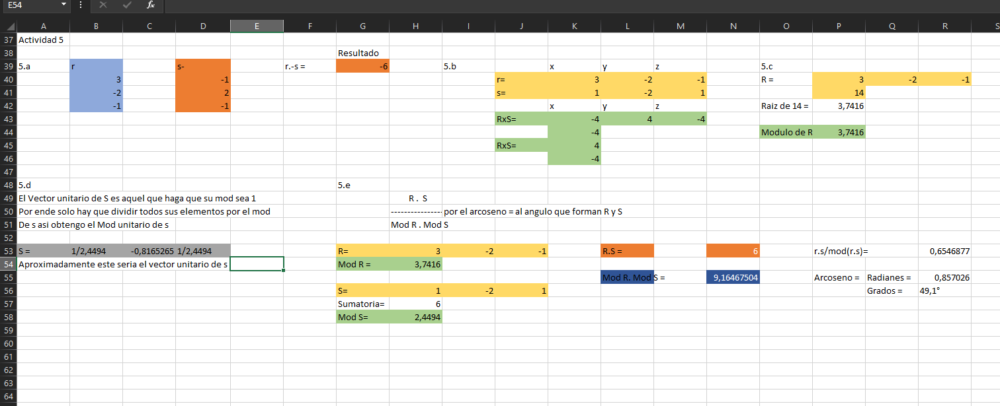 E54 fx
A B C D E F G H I J K L M N O P Q R S
37 Actividad 5
38 Resultado
39 5.a r s- r.-s = -6 5.b x y z 5.c
40 3 -1 r= 3 -2 -1 R = 3 -2 -1
41 -2 2 s= 1 -2 1 14
42 -1 -1 x y z Raiz de 14 = 3,7416
43 RxS= -4 4 -4
44 -4 Modulo de R 3,7416
45 RxS= 4
46 -4
47
48 5.d 5.e
49 El Vector unitario de S es aquel que haga que su mod sea 1 R . S
50 Por ende solo hay que dividir todos sus elementos por el mod ---------------- por el arcoseno = al angulo que forman R y S
51 De s asi obtengo el Mod unitario de s Mod R . Mod S
52
53 S = 1/2,4494 -0,8165265 1/2,4494 R= 3 -2 -1 R.S = 6 r.s/mod(r.s)= 0,6546877
54 Aproximadamente este seria el vector unitario de s Mod R = 3,7416
55 Mod R. Mod S = 9,16467504 Arcoseno = Radianes = 0,857026
56 S= 1 -2 1 Grados = 49,1°
57 Sumatoria= 6
58 Mod S= 2,4494
59
60
61
62
63
64